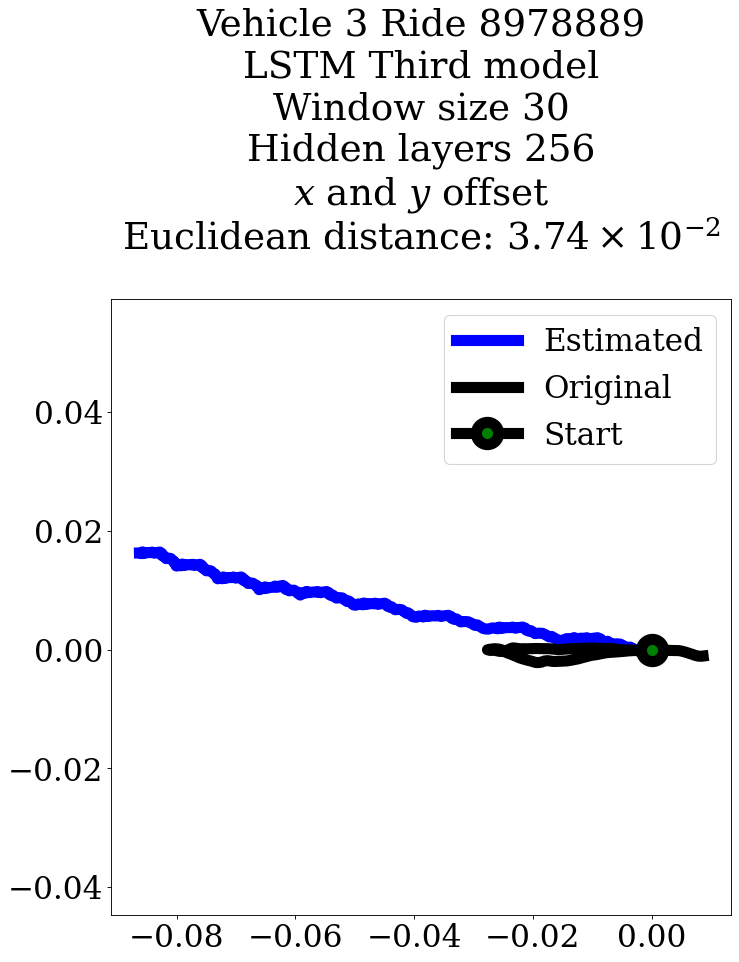 Vehicle 3 Ride 8978889
LSTM Third model
Window size 30
Hidden layers 256
x and y offset
Euclidean distance: 3.74 × 10⁻²
Estimated
Original
Start
0.04
0.02
0.00
−0.02
−0.04
−0.08 −0.06 −0.04 −0.02 0.00